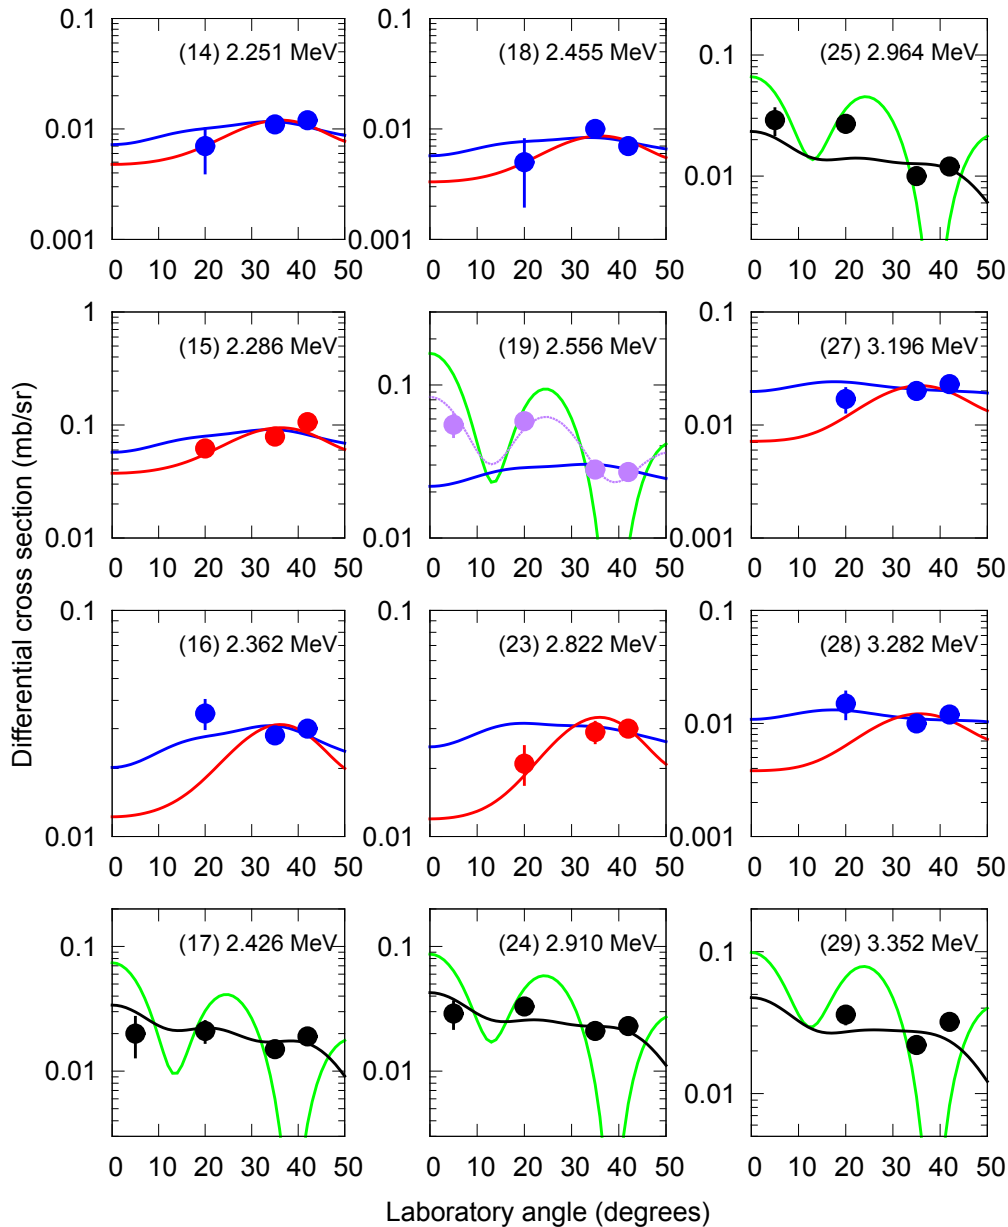 (14) 2.251 MeV
0.1
0.01
0.001
0 10 20 30 40 50
(18) 2.455 MeV
0.1
0.01
0.001
0 10 20 30 40 50
(25) 2.964 MeV
0.1
0.01
0 10 20 30 40 50
(15) 2.286 MeV
1
0.1
0.01
0 10 20 30 40 50
(19) 2.556 MeV
0.1
0.01
0 10 20 30 40 50
(27) 3.196 MeV
0.1
0.01
0.001
0 10 20 30 40 50
(16) 2.362 MeV
0.1
0.01
0 10 20 30 40 50
(23) 2.822 MeV
0.1
0.01
0 10 20 30 40 50
(28) 3.282 MeV
0.1
0.01
0.001
0 10 20 30 40 50
(17) 2.426 MeV
0.1
0.01
0 10 20 30 40 50
(24) 2.910 MeV
0.1
0.01
0 10 20 30 40 50
(29) 3.352 MeV
0.1
0.01
0 10 20 30 40 50
Differential cross section (mb/sr)
Laboratory angle (degrees)